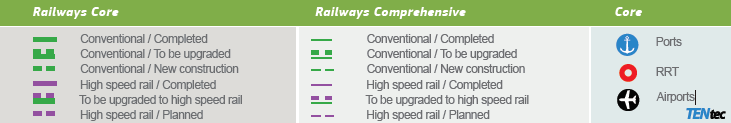 Railways Core
Conventional / Completed
Conventional / To be upgraded
Conventional / New construction
High speed rail / Completed
To be upgraded to high speed rail
High speed rail / Planned
Railways Comprehensive
Conventional / Completed
Conventional / To be upgraded
Conventional / New construction
High speed rail / Completed
To be upgraded to high speed rail
High speed rail / Planned
Core
Ports
RRT
Airports
TENtec